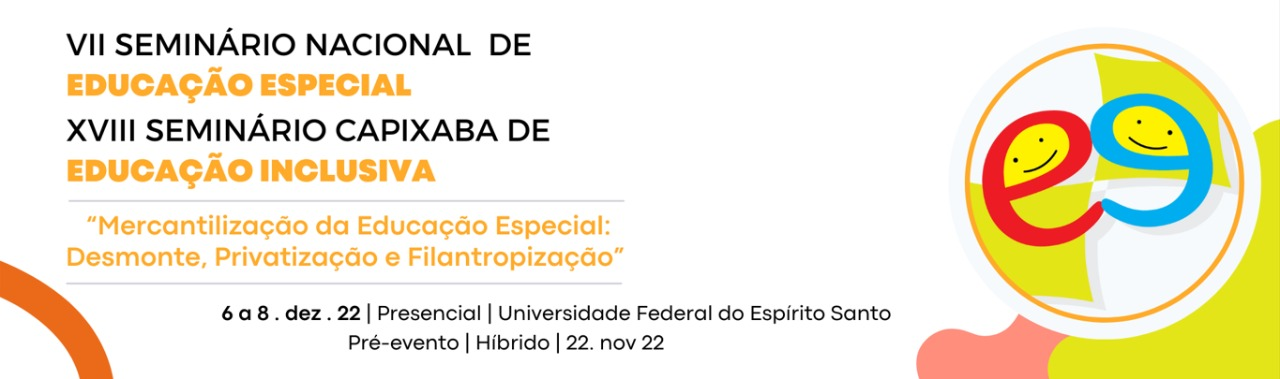 VII SEMINÁRIO NACIONAL DE
EDUCAÇÃO ESPECIAL
XVIII SEMINÁRIO CAPIXABA DE
EDUCAÇÃO INCLUSIVA
“Mercantilização da Educação Especial:
Desmonte, Privatização e Filantropização”
6 a 8 . dez . 22 | Presencial | Universidade Federal do Espírito Santo
Pré-evento | Híbrido | 22. nov 22